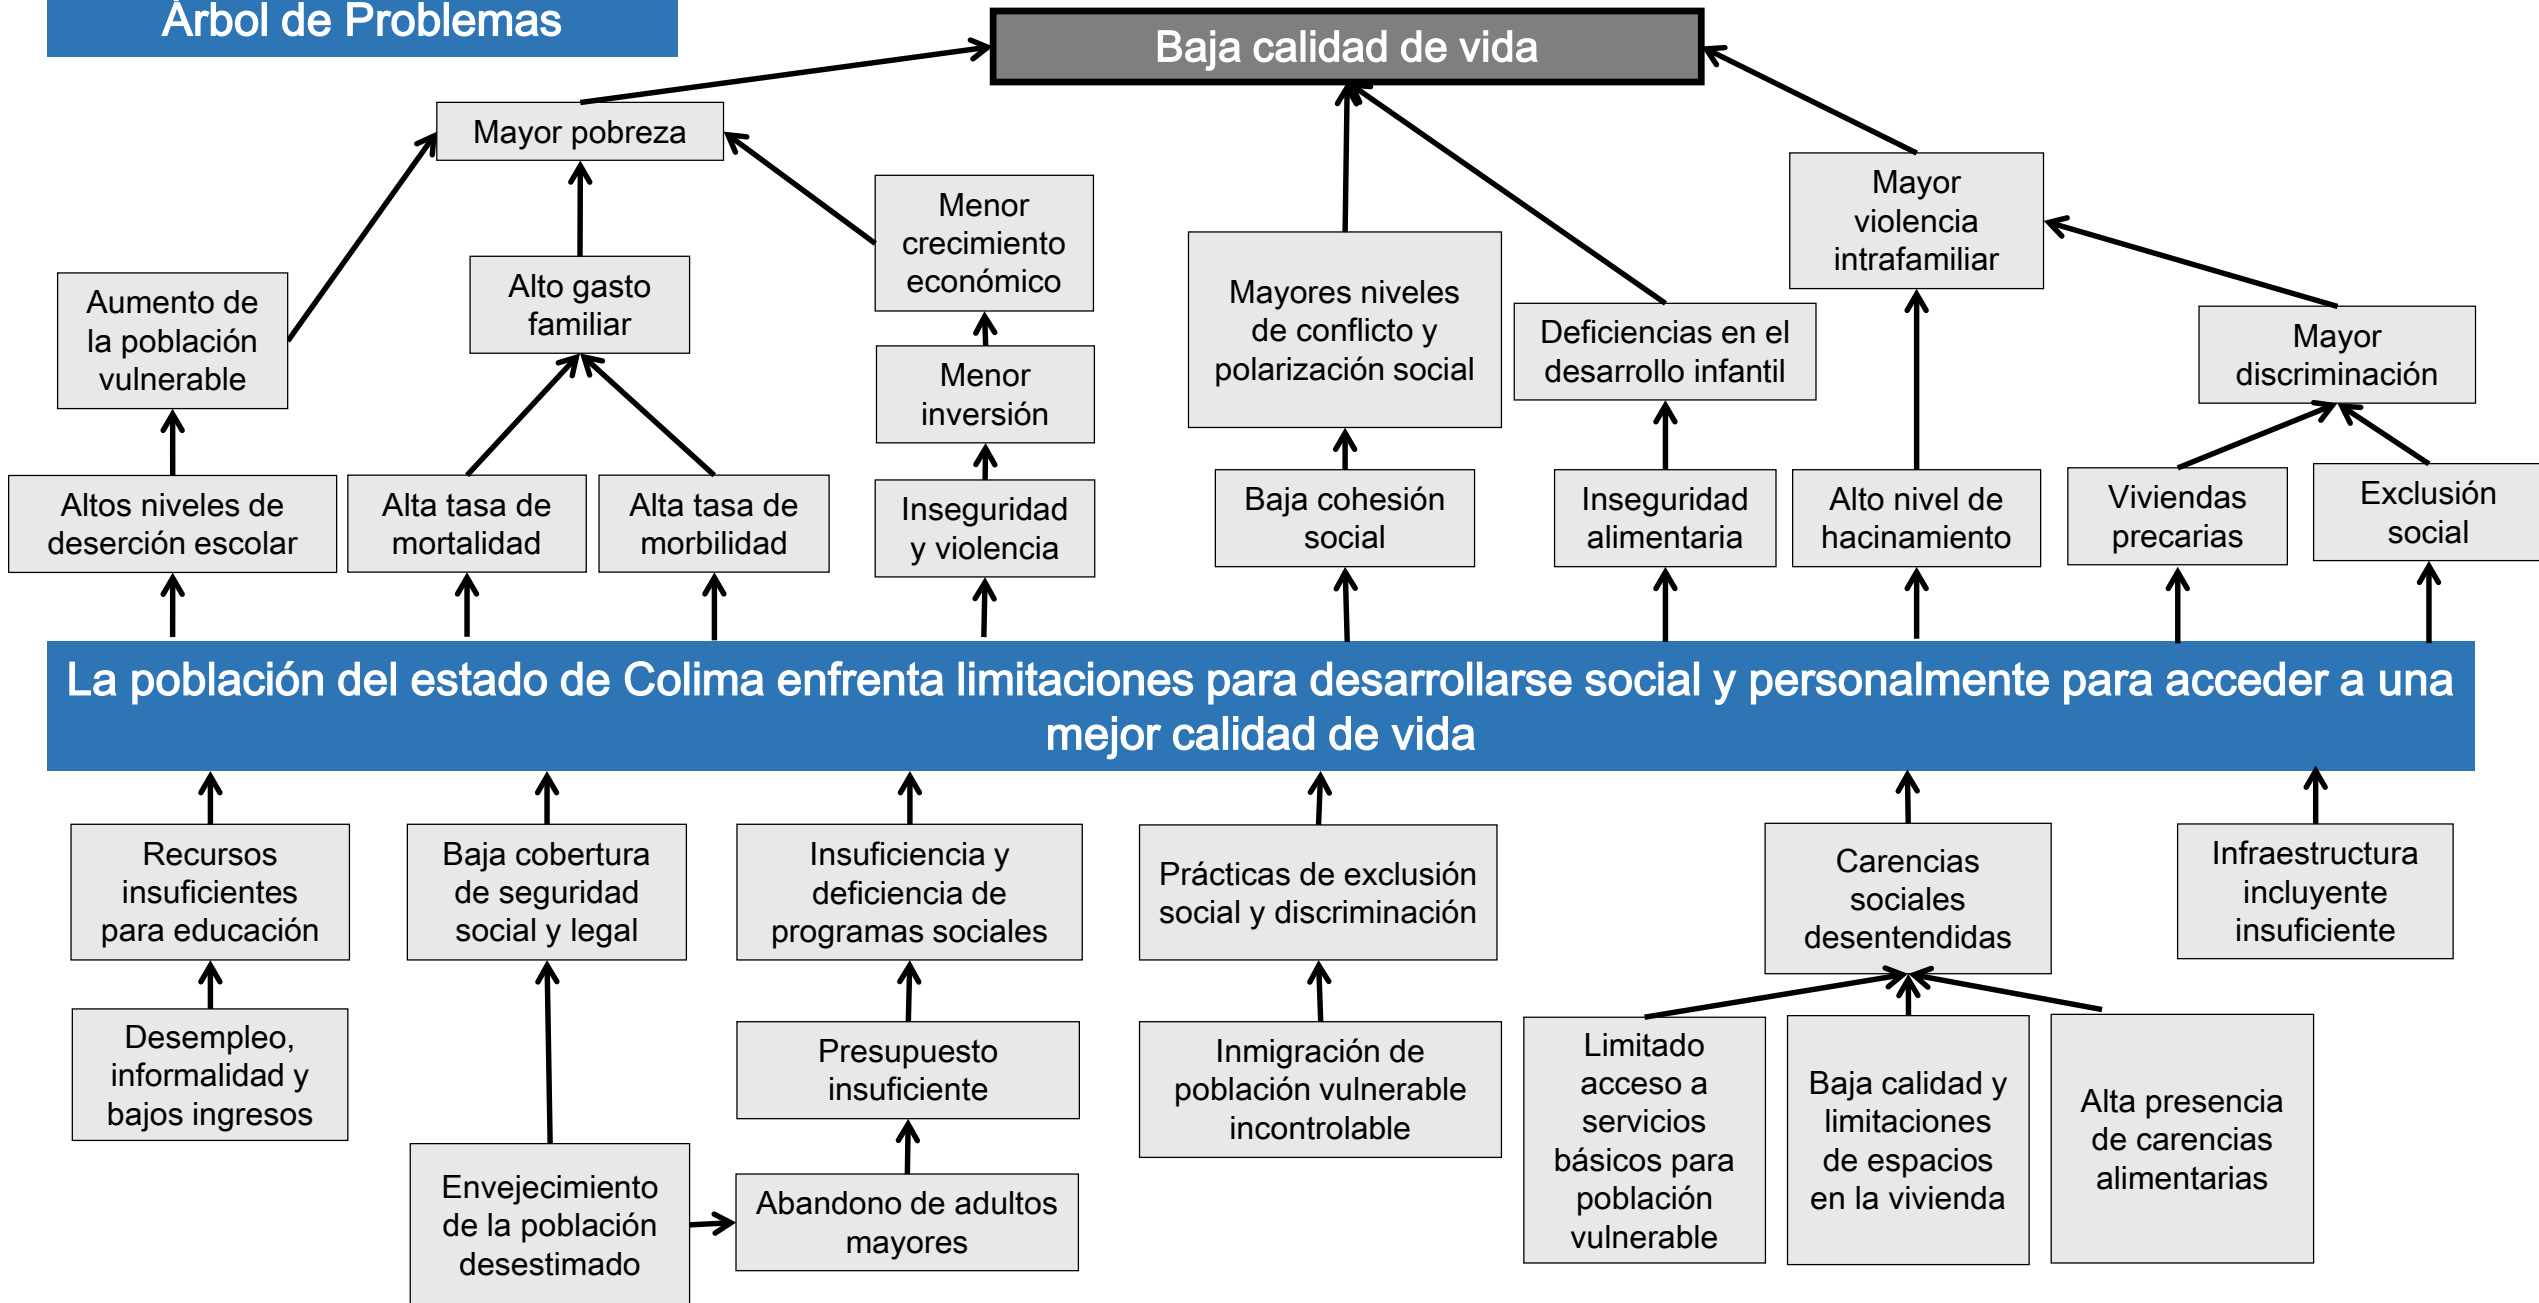 Árbol de Problemas
Baja calidad de vida
Mayor pobreza
Menor
crecimiento
económico
Mayor
violencia
intrafamiliar
Aumento de
la población
vulnerable
Alto gasto
familiar
Menor
inversión
Mayores niveles
de conflicto y
polarización social
Deficiencias en el
desarrollo infantil
Mayor
discriminación
Altos niveles de
deserción escolar
Alta tasa de
mortalidad
Alta tasa de
morbilidad
Inseguridad
y violencia
Baja cohesión
social
Inseguridad
alimentaria
Alto nivel de
hacinamiento
Viviendas
precarias
Exclusión
social
La población del estado de Colima enfrenta limitaciones para desarrollarse social y personalmente para acceder a una
mejor calidad de vida
Recursos
insuficientes
para educación
Baja cobertura
de seguridad
social y legal
Insuficiencia y
deficiencia de
programas sociales
Prácticas de exclusión
social y discriminación
Carencias
sociales
desentendidas
Infraestructura
incluyente
insuficiente
Desempleo,
informalidad y
bajos ingresos
Presupuesto
insuficiente
Inmigración de
población vulnerable
incontrolable
Limitado
acceso a
servicios
básicos para
población
vulnerable
Baja calidad y
limitaciones
de espacios
en la vivienda
Alta presencia
de carencias
alimentarias
Envejecimiento
de la población
desestimado
Abandono de adultos
mayores